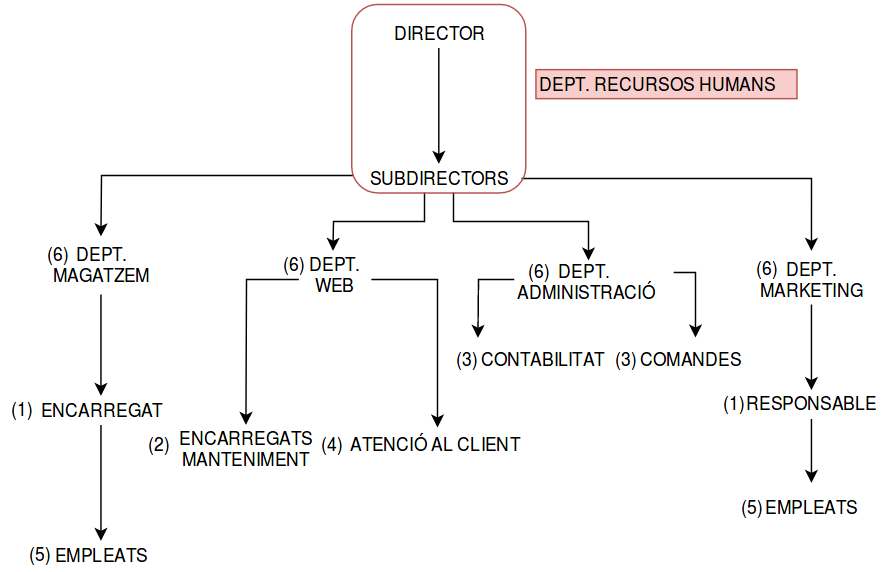 DIRECTOR
DEPT. RECURSOS HUMANS
SUBDIRECTORS
(6) DEPT.
MAGATZEM
(6) DEPT.
WEB
(6) DEPT.
ADMINISTRACIÓ
(6) DEPT.
MARKETING
(3) CONTABILITAT
(3) COMANDES
(1) ENCARREGAT
(1) RESPONSABLE
(2) ENCARREGATS
MANTENIMENT
(4) ATENCIÓ AL CLIENT
(5) EMPLEATS
(5) EMPLEATS